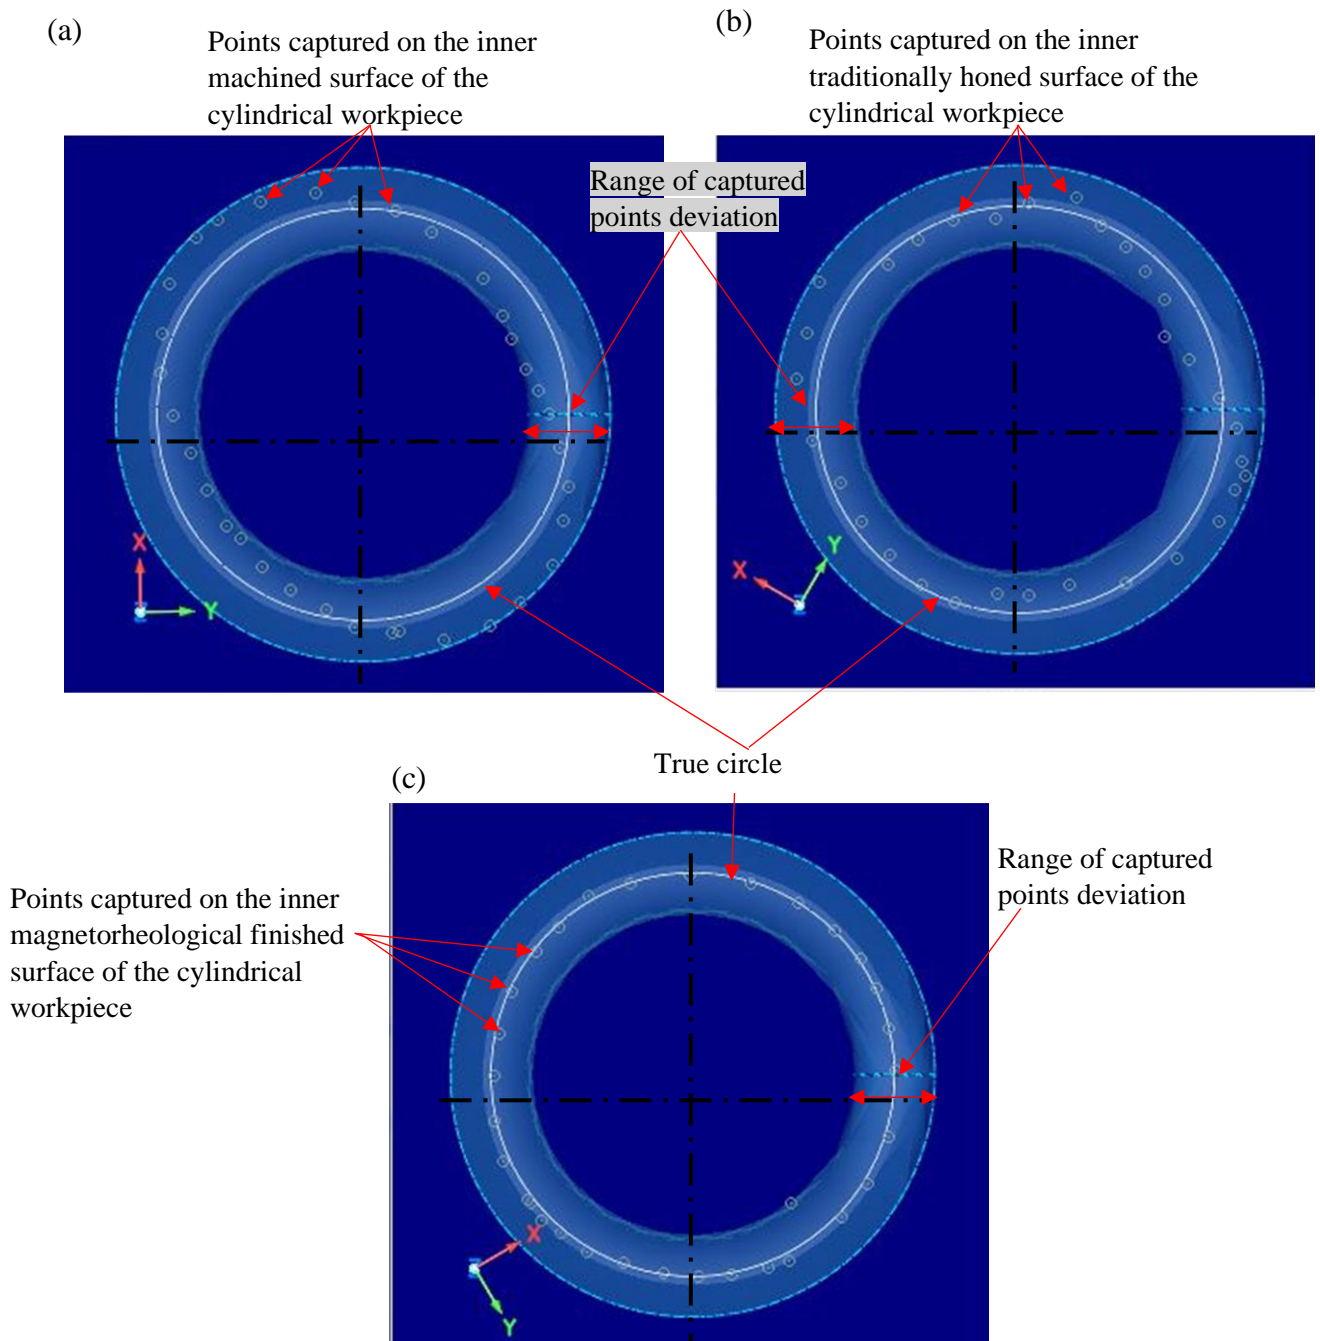 (a)
Points captured on the inner
machined surface of the
cylindrical workpiece
(b)
Points captured on the inner
traditionally honed surface of the
cylindrical workpiece
Range of captured
points deviation
X
Y
X
Y
True circle
(c)
Range of captured
points deviation
Points captured on the inner
magnetorheological finished
surface of the cylindrical
workpiece
X
Y